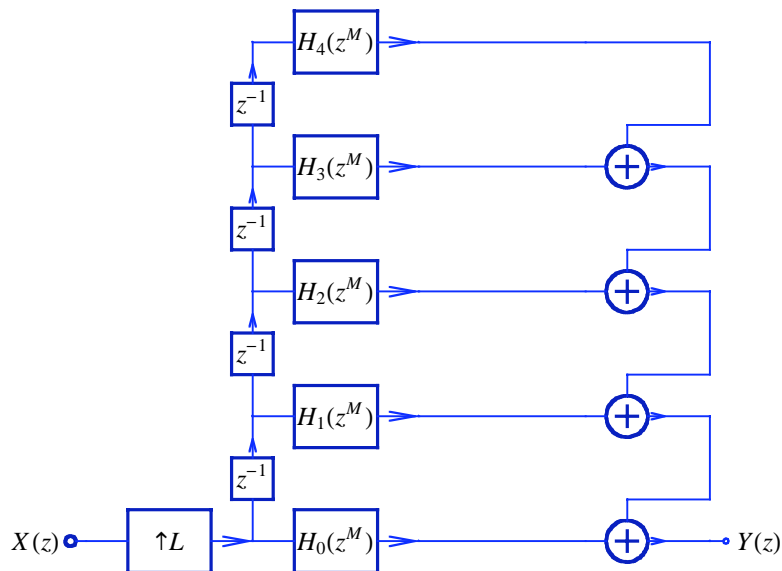 H₄(zᴹ)
z⁻¹
H₃(zᴹ)
+
z⁻¹
H₂(zᴹ)
+
z⁻¹
H₁(zᴹ)
+
z⁻¹
X(z) ↑L H₀(zᴹ) + Y(z)